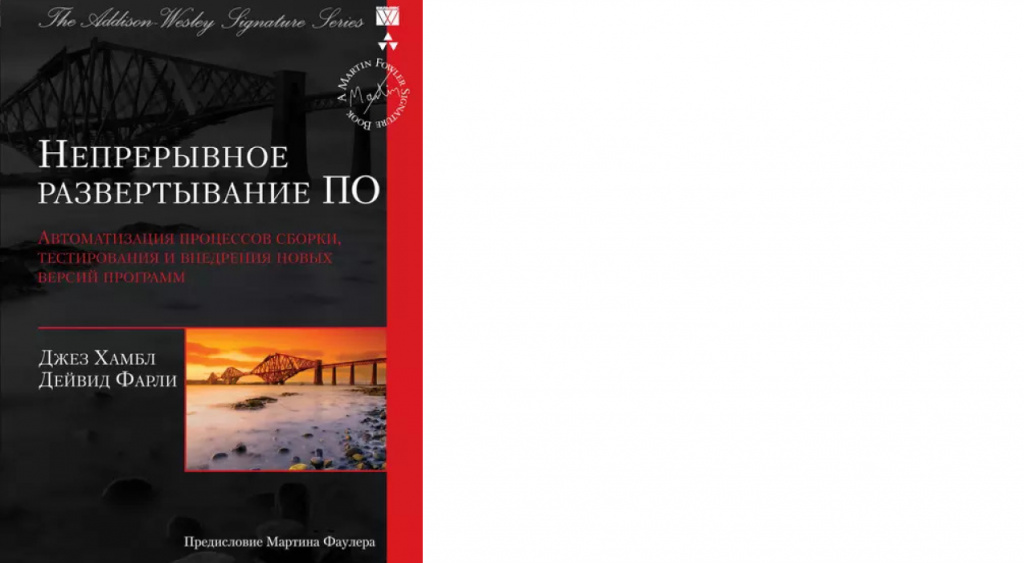 The Addison-Wesley Signature Series
A Martin Fowler Signature Book
Martin
Непрерывное
развертывание ПО
Автоматизация процессов сборки,
тестирования и внедрения новых
версий программ
Джез Хамбл
Дейвид Фарли
Предисловие Мартина Фаулера